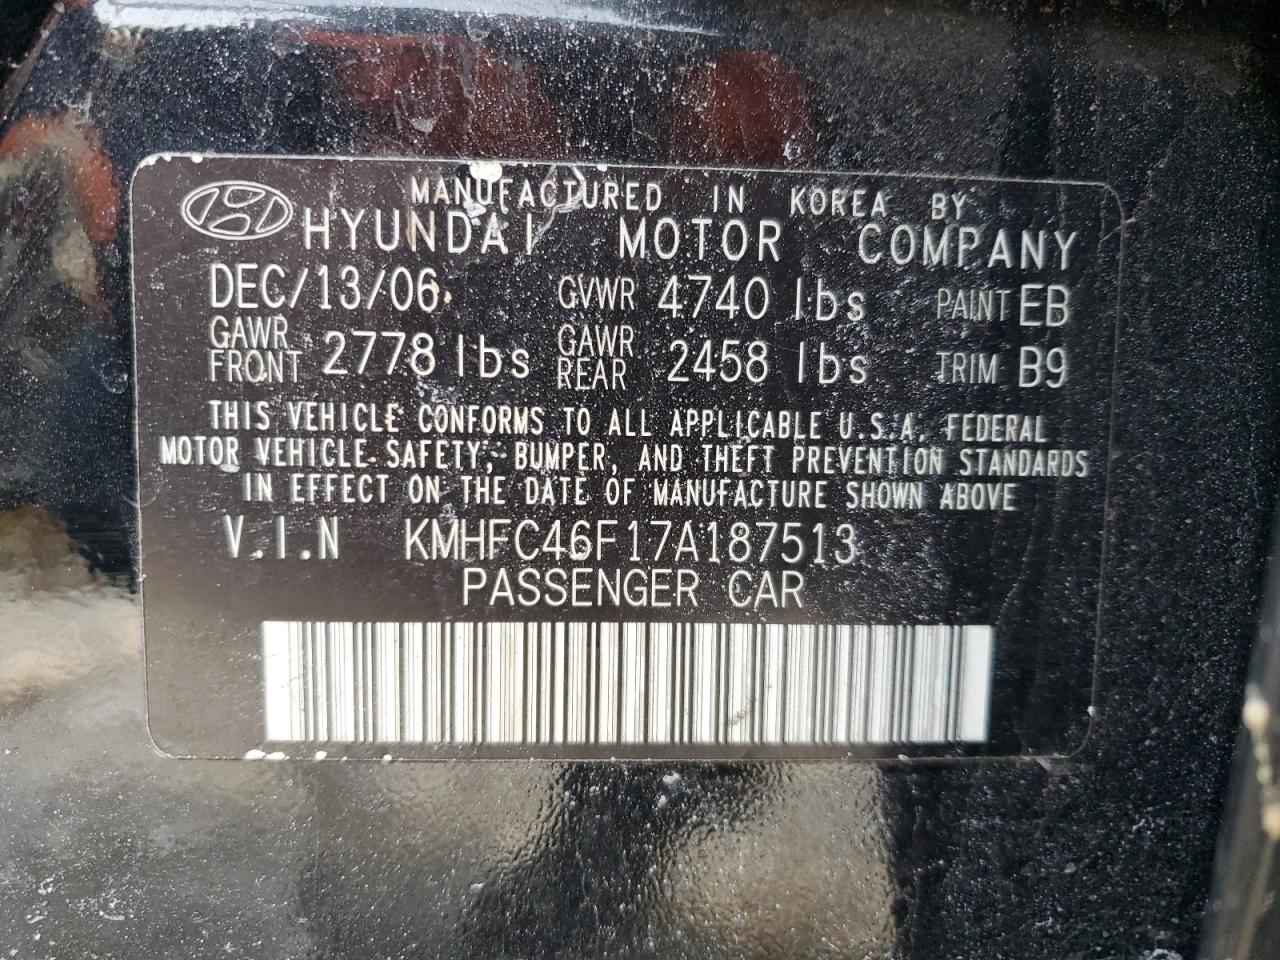 MANUFACTURED IN KOREA BY
HYUNDAI MOTOR COMPANY
DEC/13/06 GVWR 4740 lbs PAINT EB
GAWR FRONT 2778 lbs GAWR REAR 2458 lbs TRIM B9
THIS VEHICLE CONFORMS TO ALL APPLICABLE U.S.A. FEDERAL
MOTOR VEHICLE SAFETY, BUMPER, AND THEFT PREVENTION STANDARDS
IN EFFECT ON THE DATE OF MANUFACTURE SHOWN ABOVE
V.I.N KMHFC46F17A187513
PASSENGER CAR